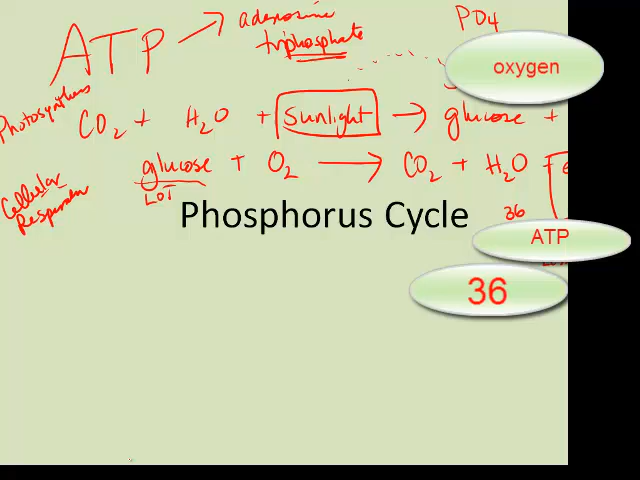 ATP → adenosine triphosphate
PO4
oxygen
Photosynthesis CO2 + H2O + Sunlight → glucose +
Cellular Respiration glucose + O2 → CO2 + H2O +
LOT
Phosphorus Cycle
36
ATP
36